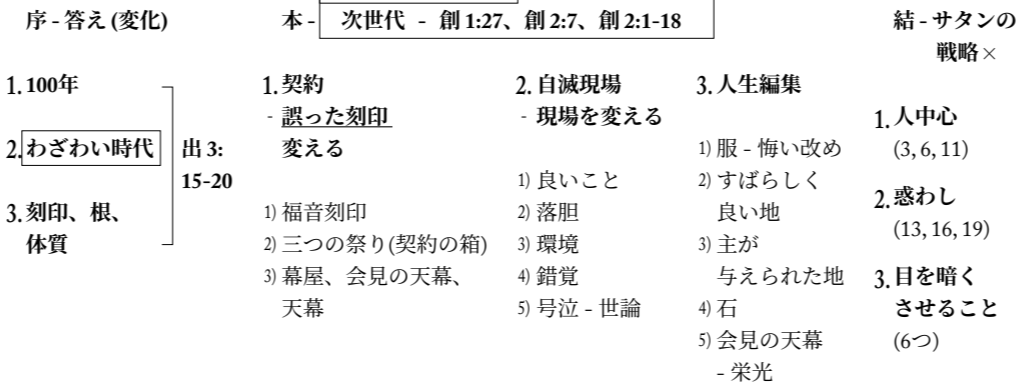 序 - 答え (変化)
1. 100年
2. わざわい時代
3. 刻印、根、
体質
出 3:
15-20
本 - 次世代 - 創 1:27、創 2:7、創 2:1-18
1. 契約
- 誤った刻印
変える
1) 福音刻印
2) 三つの祭り(契約の箱)
3) 幕屋、会見の天幕、
天幕
2. 自滅現場
- 現場を変える
1) 良いこと
2) 落胆
3) 環境
4) 錯覚
5) 号泣 - 世論
3. 人生編集
1) 服 - 悔い改め
2) すばらしく
良い地
3) 主が
与えられた地
4) 石
5) 会見の天幕
- 栄光
結 - サタンの
戦略×
1. 人中心
(3, 6, 11)
2. 惑わし
(13, 16, 19)
3. 目を暗く
させること
(6つ)